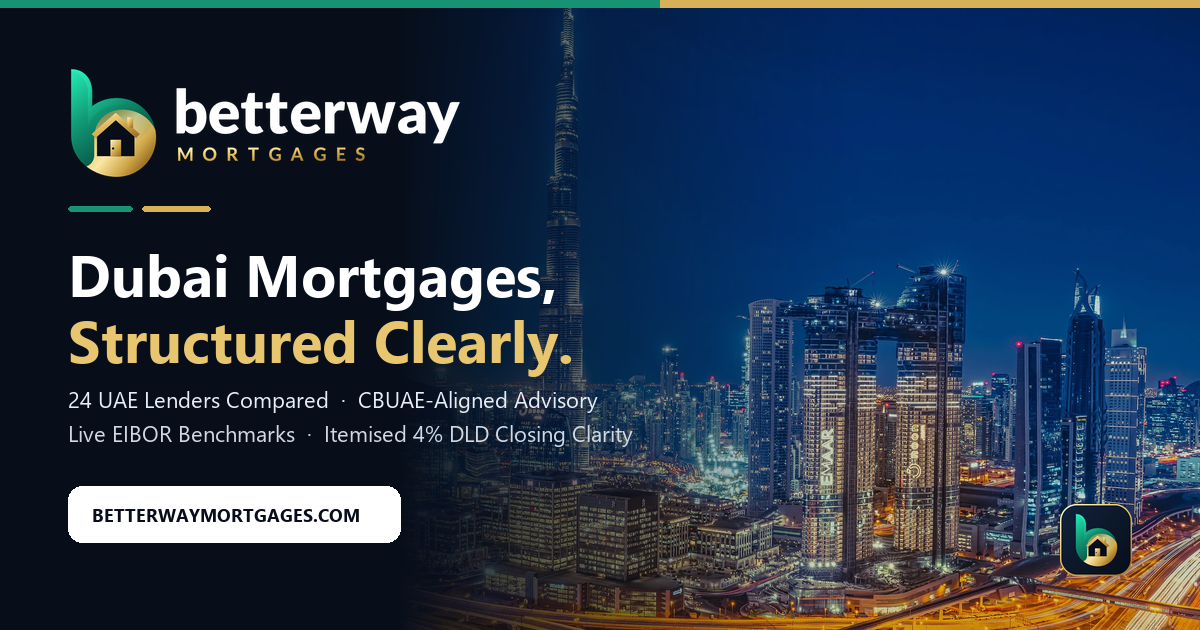 betterway
MORTGAGES
Dubai Mortgages,
Structured Clearly.
24 UAE Lenders Compared · CBUAE-Aligned Advisory
Live EIBOR Benchmarks · Itemised 4% DLD Closing Clarity
BETTERWAYMORTGAGES.COM
EMAAR